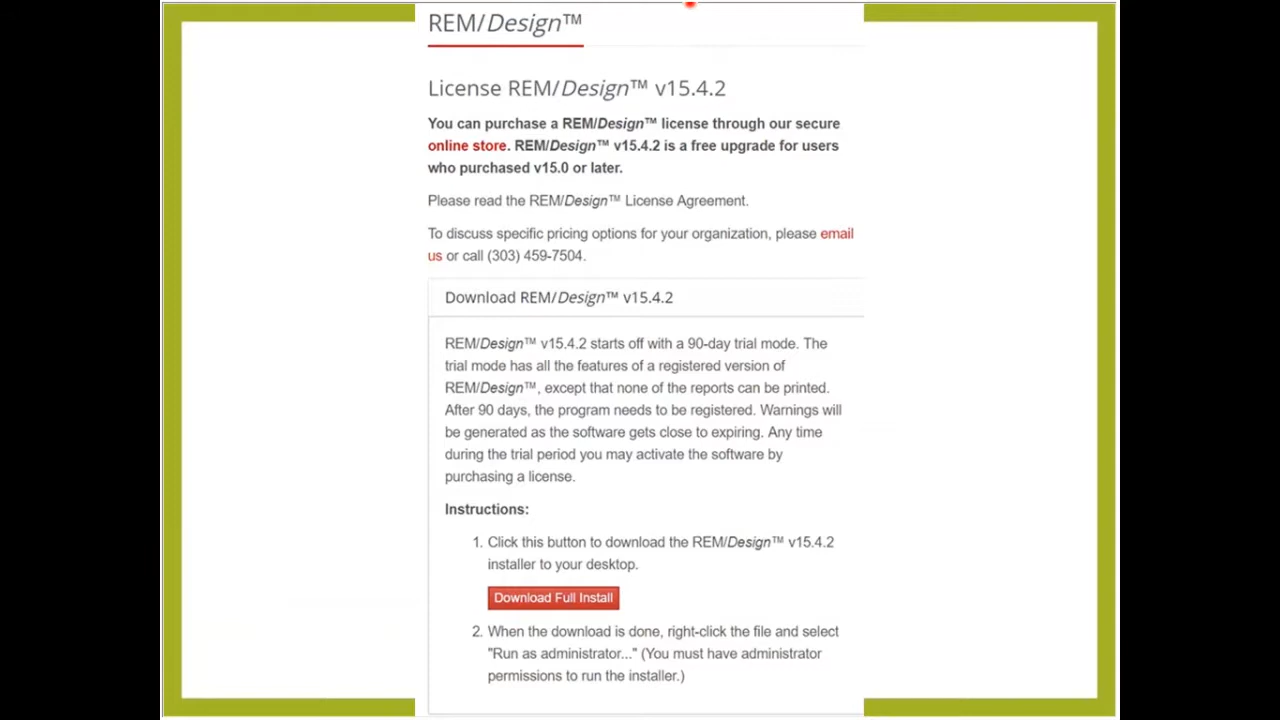 REM/Design™
License REM/Design™ v15.4.2
You can purchase a REM/Design™ license through our secure
online store. REM/Design™ v15.4.2 is a free upgrade for users
who purchased v15.0 or later.
Please read the REM/Design™ License Agreement.
To discuss specific pricing options for your organization, please email
us or call (303) 459-7504.
Download REM/Design™ v15.4.2
REM/Design™ v15.4.2 starts off with a 90-day trial mode. The
trial mode has all the features of a registered version of
REM/Design™, except that none of the reports can be printed.
After 90 days, the program needs to be registered. Warnings will
be generated as the software gets close to expiring. Any time
during the trial period you may activate the software by
purchasing a license.
Instructions:
1. Click this button to download the REM/Design™ v15.4.2
installer to your desktop.
Download Full Install
2. When the download is done, right-click the file and select
"Run as administrator..." (You must have administrator
permissions to run the installer.)